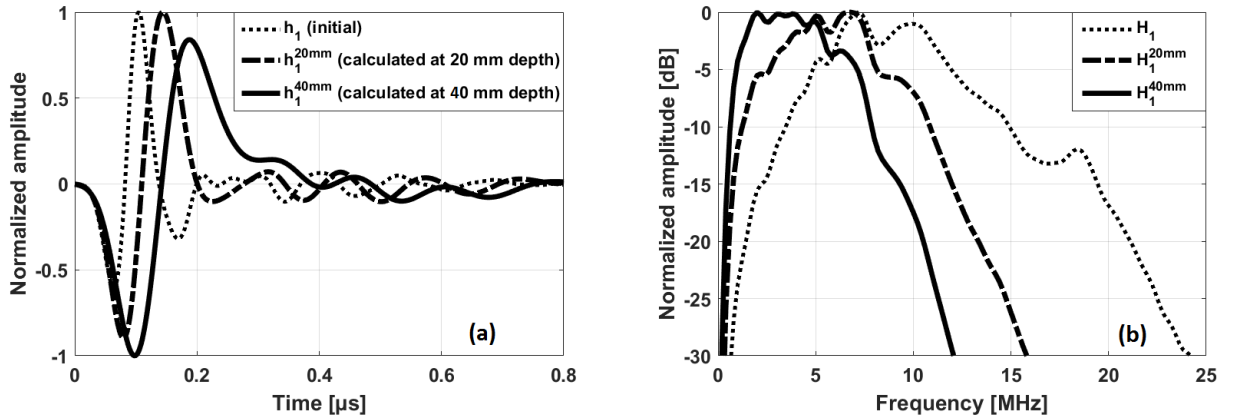 Normalized amplitude
1
0.5
0
-0.5
-1
h1 (initial)
h1^20mm (calculated at 20 mm depth)
h1^40mm (calculated at 40 mm depth)
(a)
0 0.2 0.4 0.6 0.8
Time [µs]
Normalized amplitude [dB]
0
-5
-10
-15
-20
-25
-30
H1
H1^20mm
H1^40mm
(b)
0 5 10 15 20 25
Frequency [MHz]